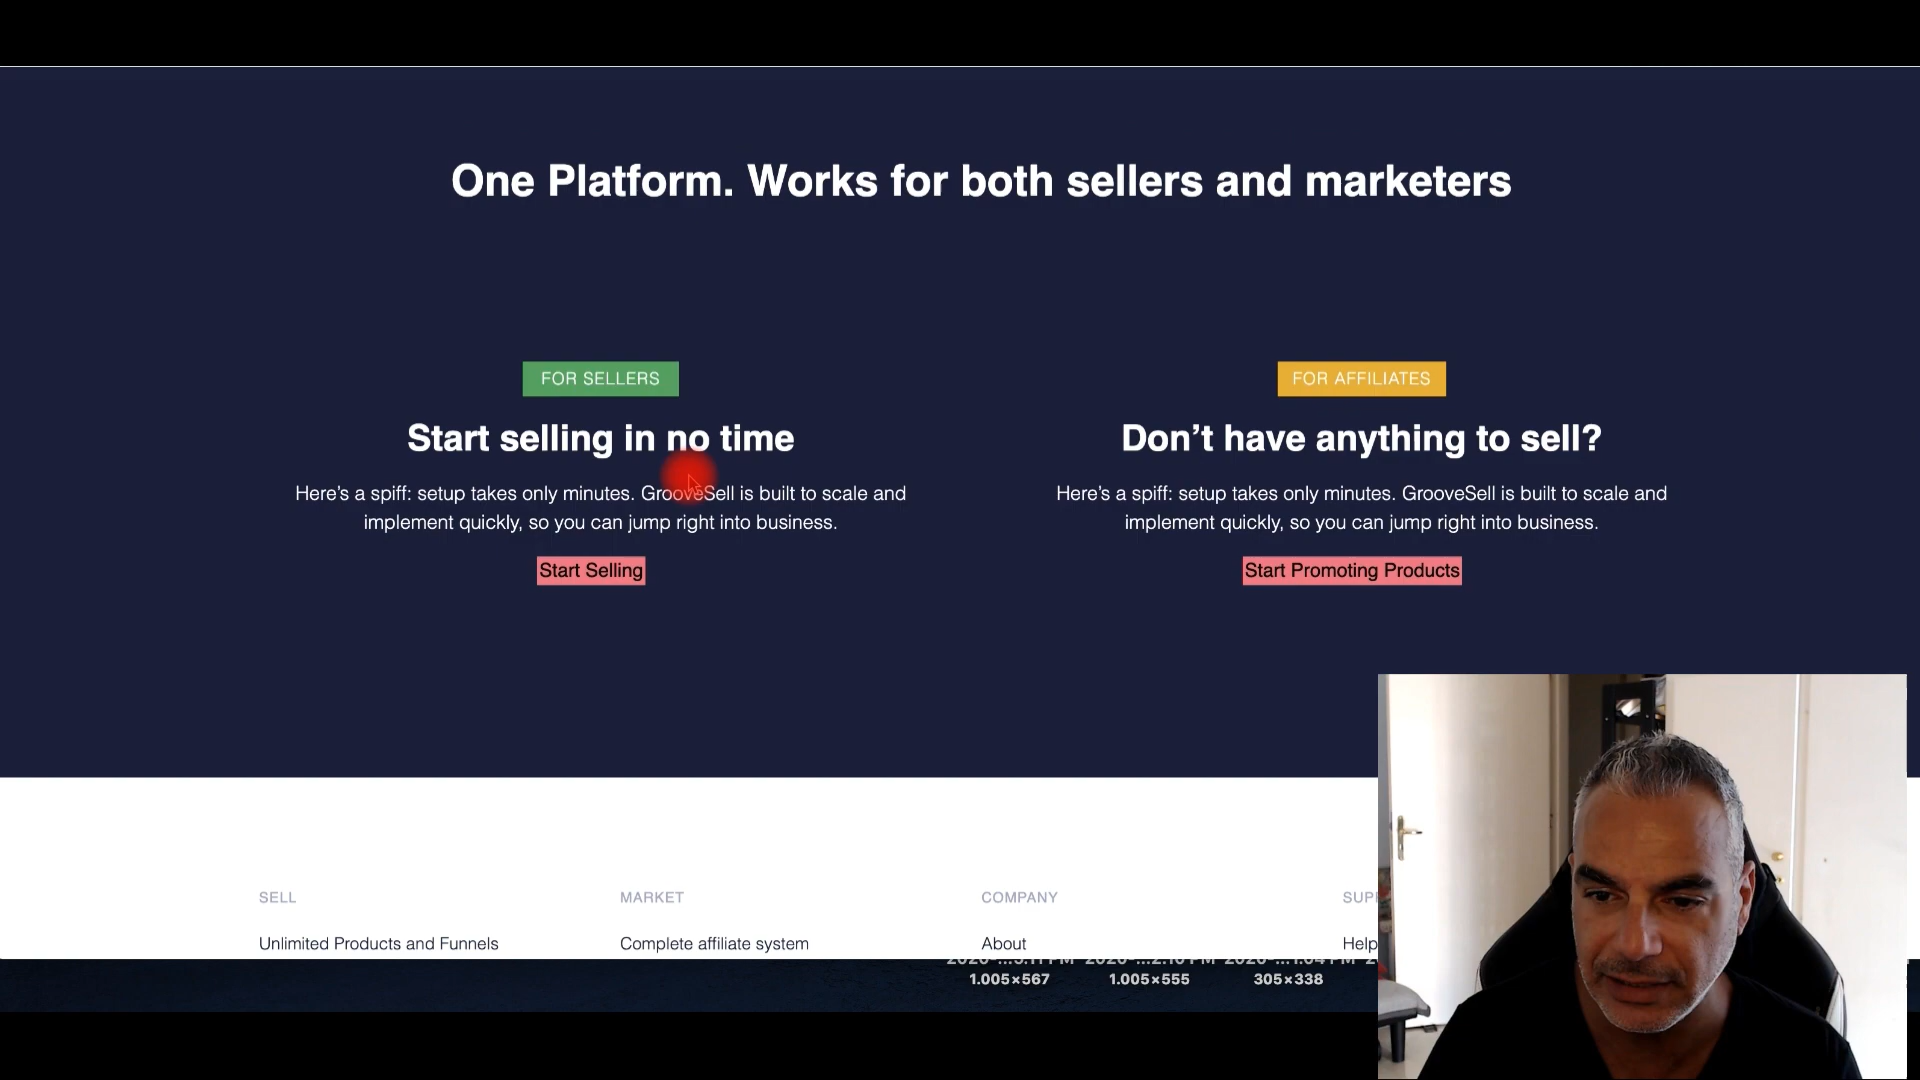 One Platform. Works for both sellers and marketers
FOR SELLERS
Start selling in no time
Here’s a spiff: setup takes only minutes. GrooveSell is built to scale and
implement quickly, so you can jump right into business.
Start Selling
FOR AFFILIATES
Don’t have anything to sell?
Here’s a spiff: setup takes only minutes. GrooveSell is built to scale and
implement quickly, so you can jump right into business.
Start Promoting Products
SELL
Unlimited Products and Funnels
MARKET
Complete affiliate system
COMPANY
About
Help
1.005×567
1.005×555
305×338